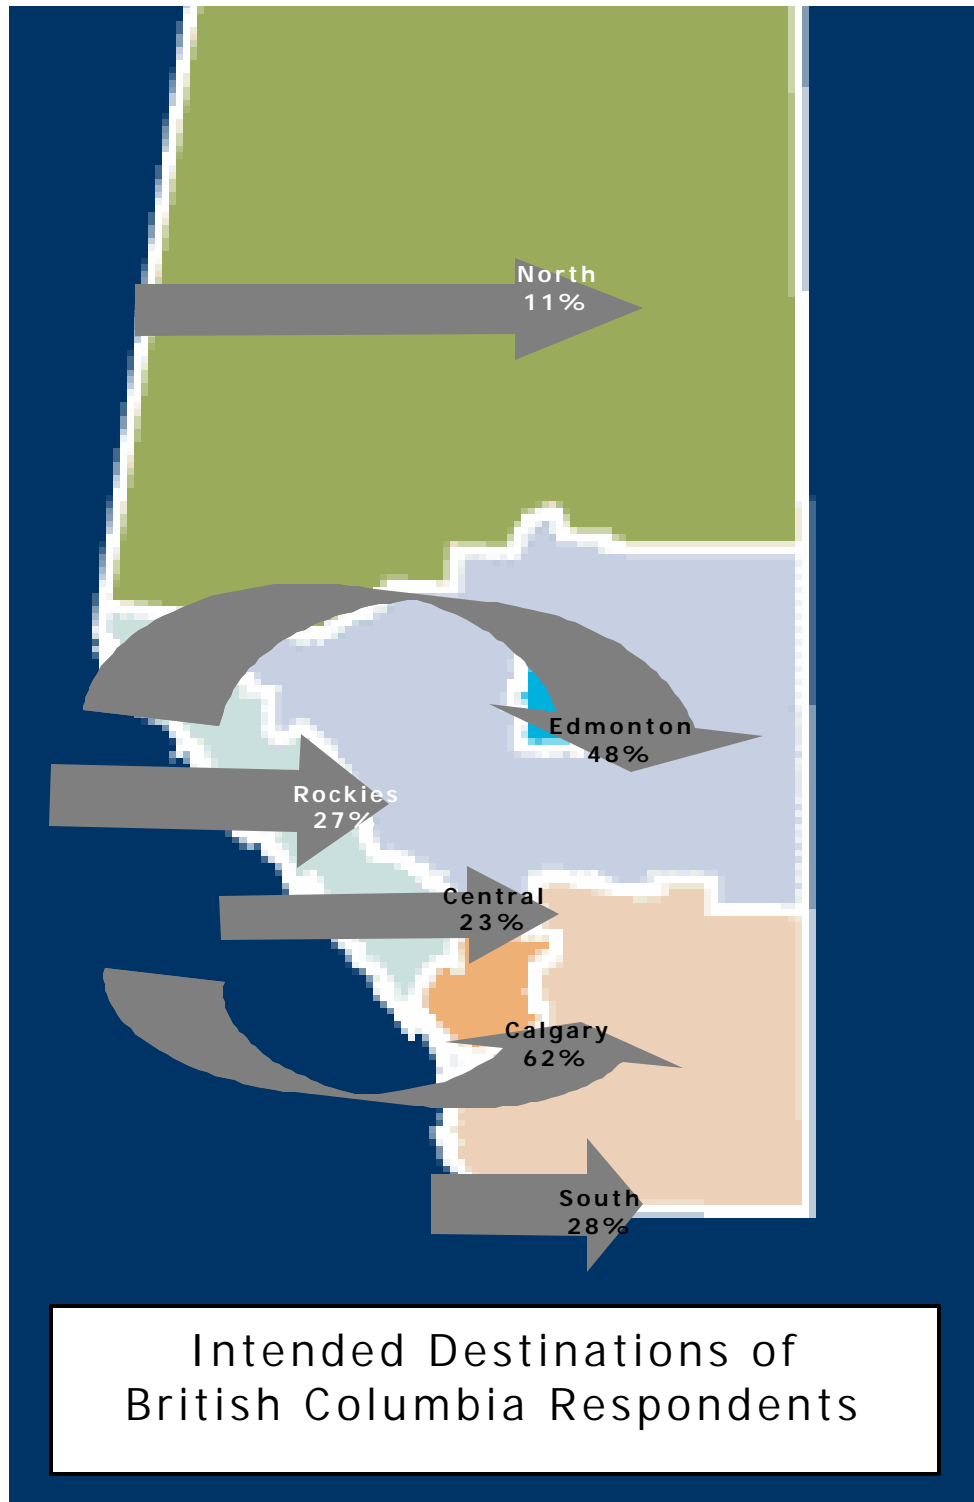 North
11%
Edmonton
48%
Rockies
27%
Central
23%
Calgary
62%
South
28%
Intended Destinations of
British Columbia Respondents